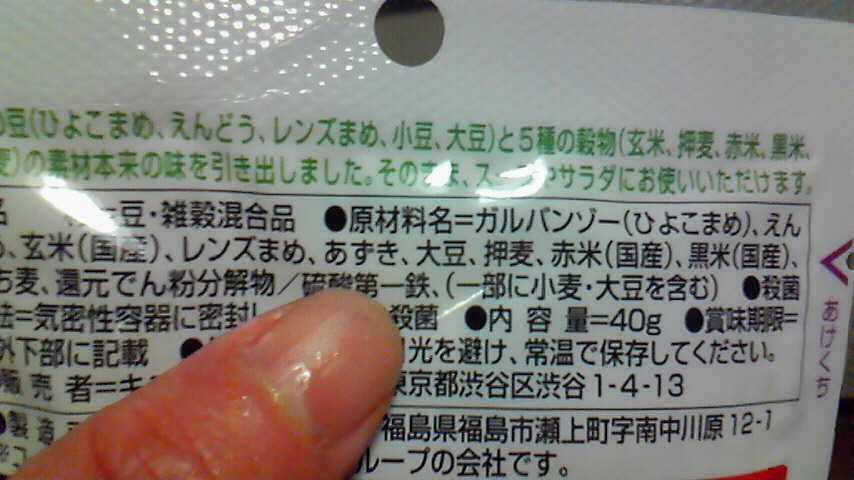 豆(ひよこまめ、えんどう、レンズまめ、小豆、大豆)と5種の穀物(玄米、押麦、赤米、黒米、
麦)の素材本来の味を引き出しました。そのまま、スープやサラダにお使いいただけます。
名 豆・雑穀混合品 ●原材料名=ガルバンゾー(ひよこまめ)、えん
、玄米(国産)、レンズまめ、あずき、大豆、押麦、赤米(国産)、黒米(国産)、
ち麦、還元でん粉分解物/硫酸第一鉄、(一部に小麦・大豆を含む) ●殺菌
法=気密性容器に密封し 殺菌 ●内容量=40g ●賞味期限=
外下部に記載 ● 光を避け、常温で保存してください。
販売者=キ 東京都渋谷区渋谷1-4-13
●製造 福島県福島市瀬上町字南中川原12-1
ループの会社です。
あけくち